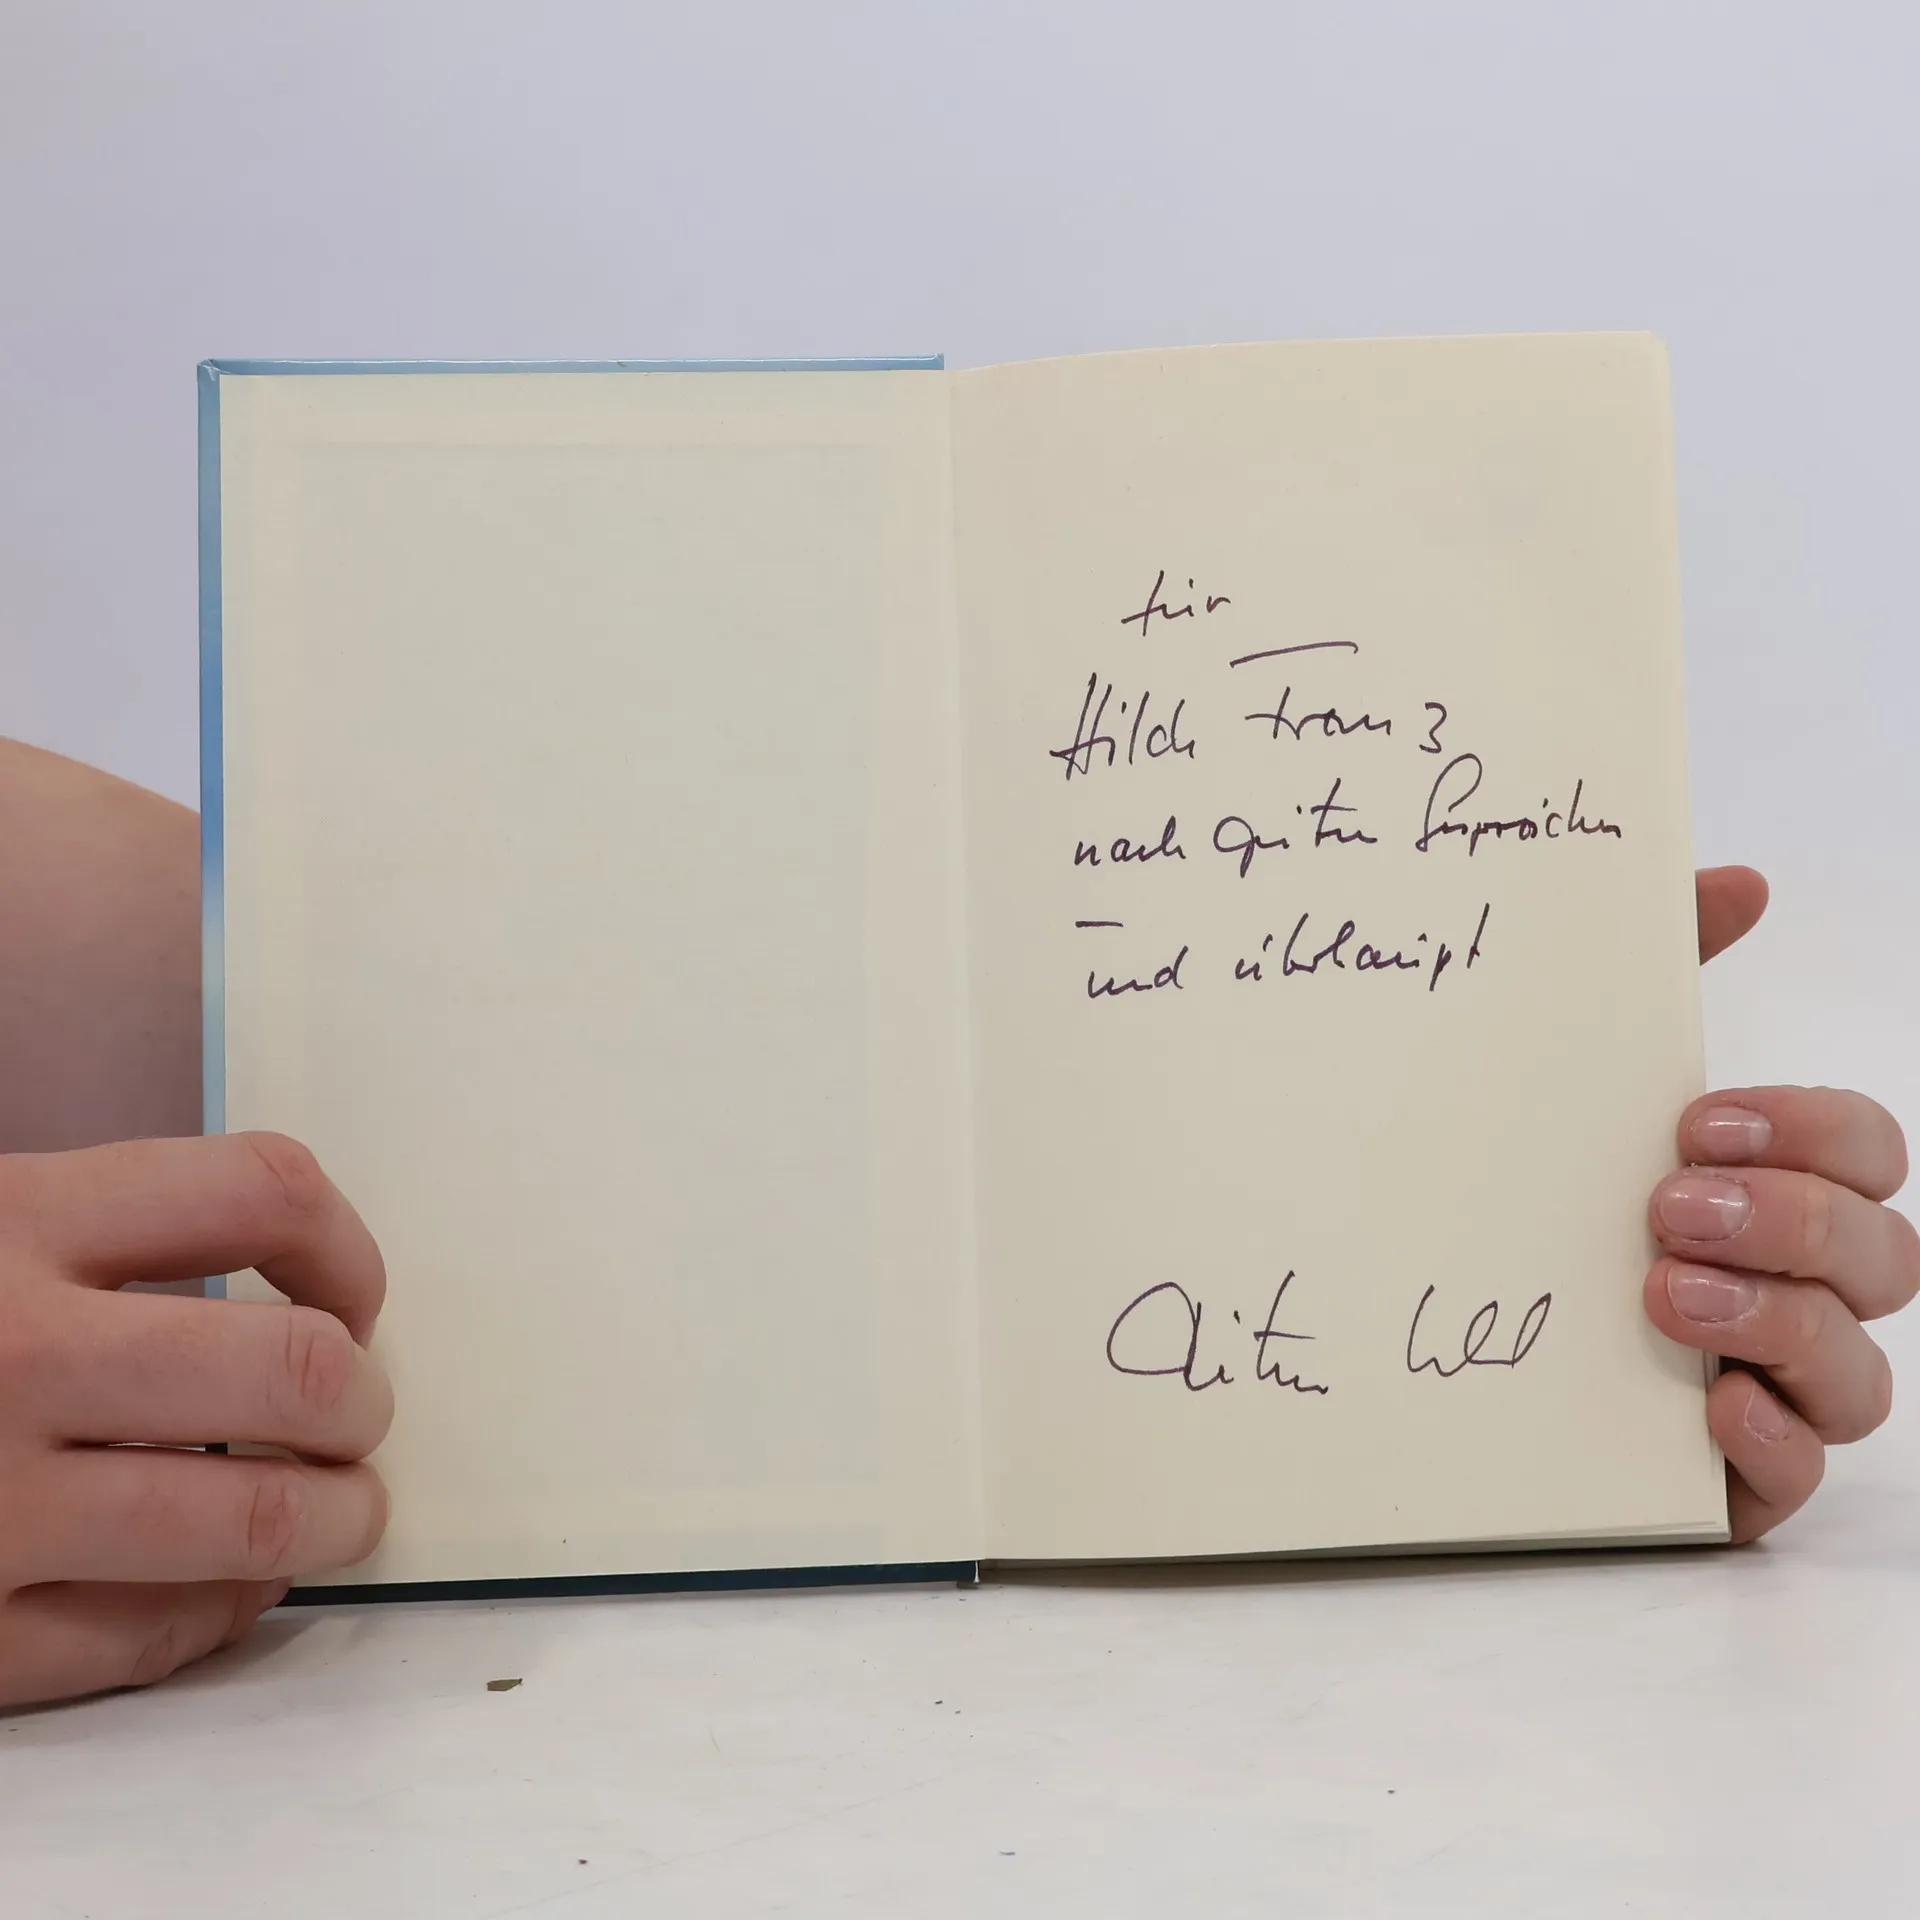 für
Hilde Franz
nach guten Gesprächen
und überhaupt